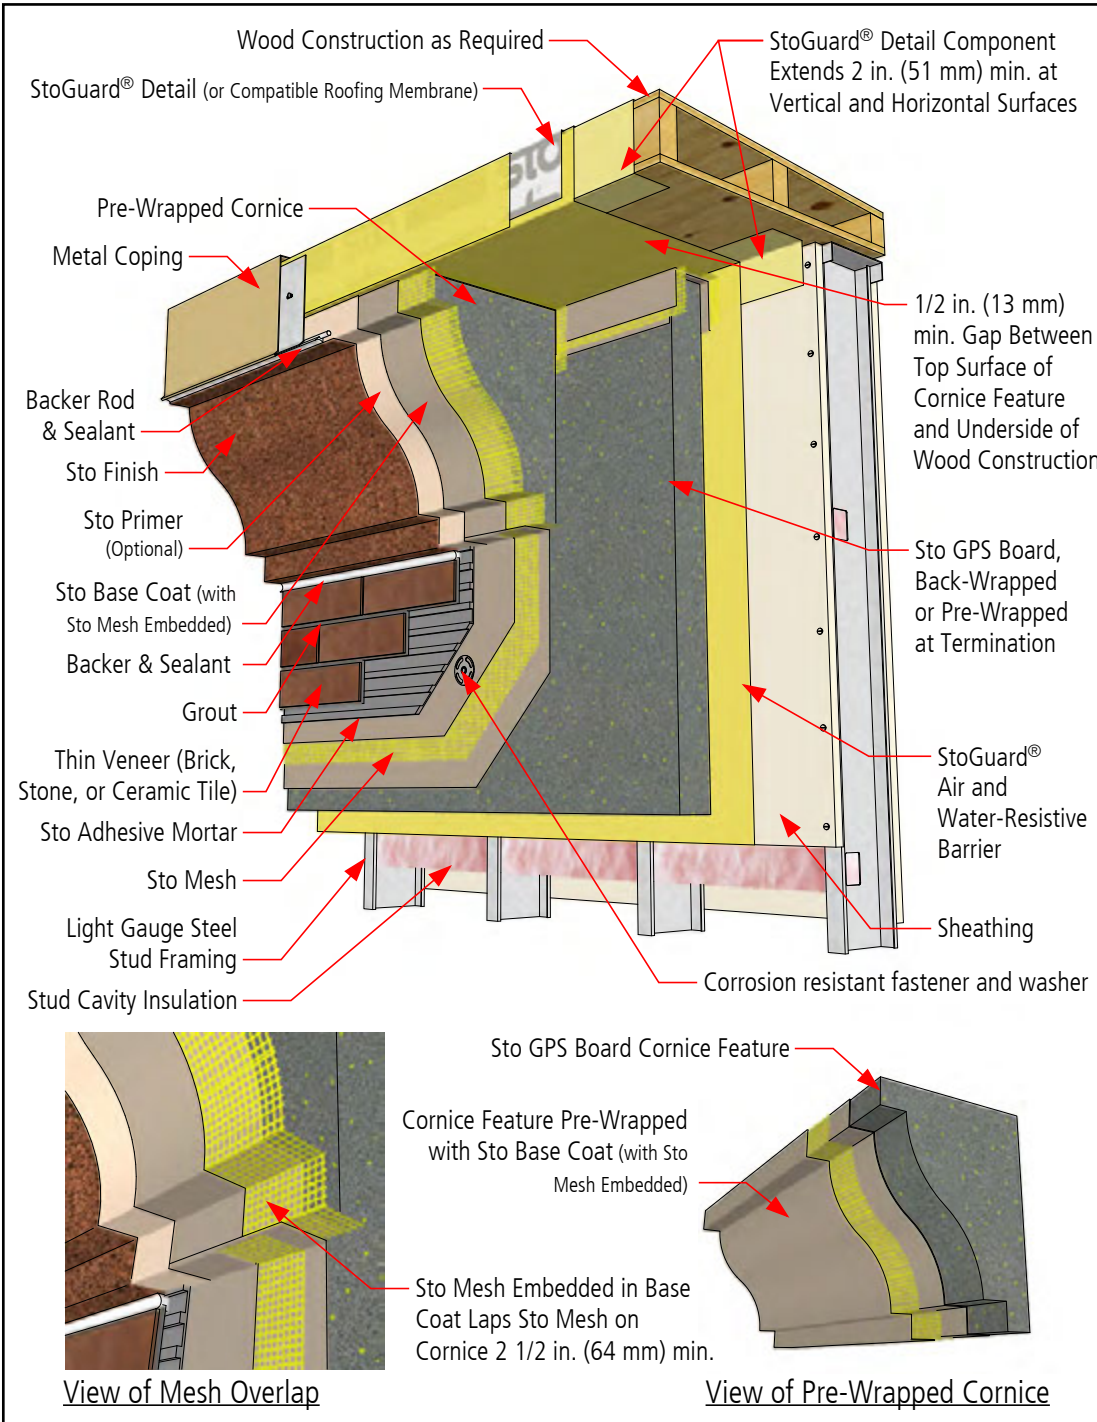 Wood Construction as Required
StoGuard® Detail (or Compatible Roofing Membrane)
StoGuard® Detail Component
Extends 2 in. (51 mm) min. at
Vertical and Horizontal Surfaces
sto
Pre-Wrapped Cornice
Metal Coping
1/2 in. (13 mm)
min. Gap Between
Top Surface of
Cornice Feature
and Underside of
Wood Construction
Backer Rod
& Sealant
Sto Finish
Sto Primer
(Optional)
Sto Base Coat (with
Sto Mesh Embedded)
Backer & Sealant
Grout
Thin Veneer (Brick,
Stone, or Ceramic Tile)
Sto Adhesive Mortar
Sto Mesh
Light Gauge Steel
Stud Framing
Stud Cavity Insulation
Sto GPS Board,
Back-Wrapped
or Pre-Wrapped
at Termination
StoGuard®
Air and
Water-Resistive
Barrier
Sheathing
Corrosion resistant fastener and washer
Sto GPS Board Cornice Feature
Cornice Feature Pre-Wrapped
with Sto Base Coat (with Sto
Mesh Embedded)
Sto Mesh Embedded in Base
Coat Laps Sto Mesh on
Cornice 2 1/2 in. (64 mm) min.
View of Mesh Overlap
View of Pre-Wrapped Cornice